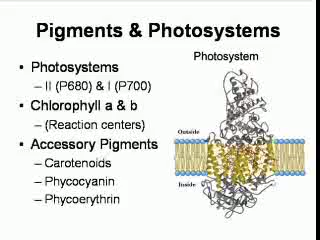 Pigments & Photosystems
• Photosystems
– II (P680) & I (P700)
• Chlorophyll a & b
– (Reaction centers)
• Accessory Pigments
– Carotenoids
– Phycocyanin
– Phycoerythrin
Photosystem
Outside
Inside